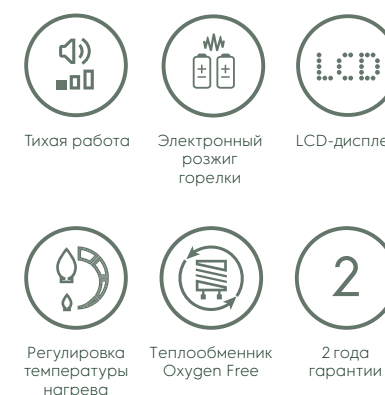 LCD
Тихая работа
Электронный
розжиг
горелки
LCD-диспле
2
Регулировка
температуры
нагрева
Теплообменник
Oxygen Free
2 года
гарантии